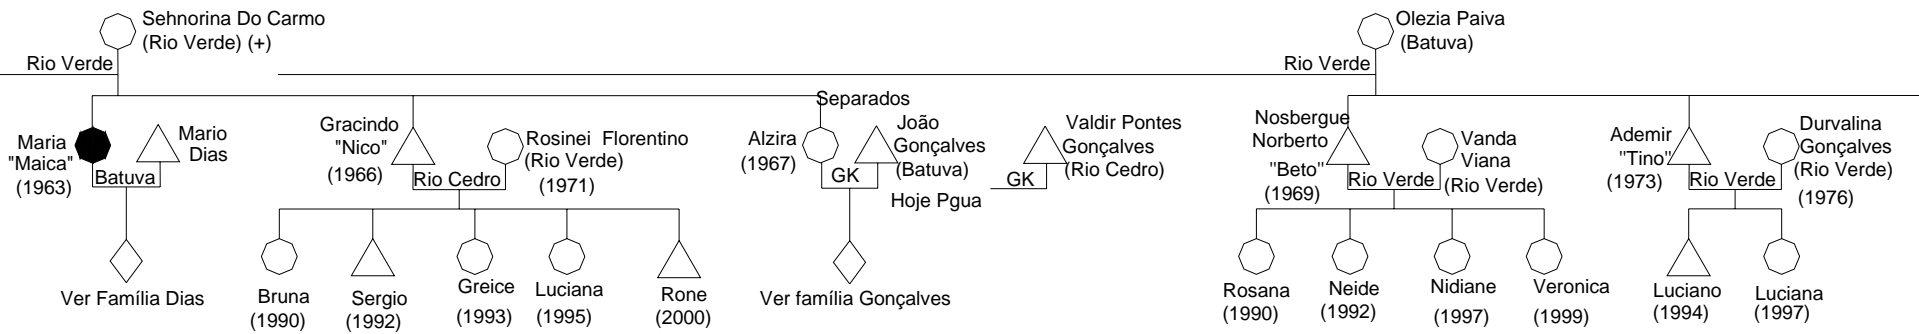 Sehnorina Do Carmo
(Rio Verde) (+)
Rio Verde
Olezia Paiva
(Batuva)
Rio Verde
Maria
"Maica"
(1963)
Mario
Dias
Batuva
Gracindo
"Nico"
(1966)
Rosinei Florentino
(Rio Verde)
(1971)
Rio Cedro
Separados
Alzira
(1967)
João
Gonçalves
(Batuva)
GK
Hoje Pgua
Valdir Pontes
Gonçalves
(Rio Cedro)
GK
Nosbergue
Norberto
"Beto"
(1969)
Vanda
Viana
(Rio Verde)
Rio Verde
Ademir
"Tino"
(1973)
Durvalina
Gonçalves
(Rio Verde)
(1976)
Rio Verde
Ver Família Dias
Bruna
(1990)
Sergio
(1992)
Greice
(1993)
Luciana
(1995)
Rone
(2000)
Ver família Gonçalves
Rosana
(1990)
Neide
(1992)
Nidiane
(1997)
Veronica
(1999)
Luciano
(1994)
Luciana
(1997)